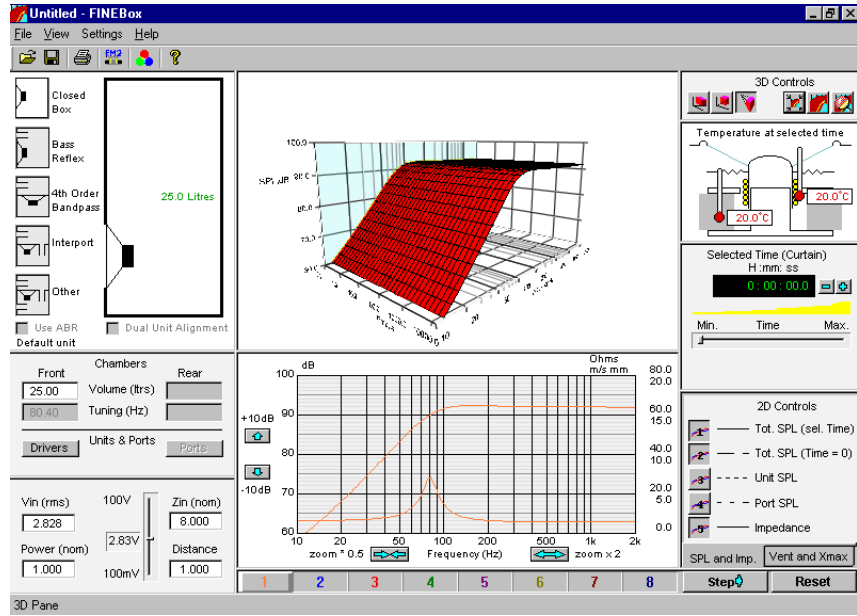 Untitled - FINEBox
File View Settings Help
FM2
Closed
Box
Bass
Reflex
4th Order
Bandpass
Interport
Other
25.0 Litres
Use ABR
Dual Unit Alignment
Default unit
Chambers
Front
Rear
25.00
Volume (ltrs)
80.40
Tuning (Hz)
Units & Ports
Drivers
Ports
Vin (rms)
100V
Zin (nom)
2.828
2.83V
8.000
Power (nom)
Distance
1.000
100mV
1.000
100.0
dB
Ohms
m/s mm
100
90
80
70
60
+10dB
-10dB
80.0
20.0
60.0
15.0
40.0
10.0
20.0
5.0
0.0
10 20 50 100 200 500 1k 2k
zoom * 0.5
Frequency (Hz)
zoom x 2
1 2 3 4 5 6 7 8
Step
Reset
3D Controls
Temperature at selected time
20.0°C
20.0°C
Selected Time (Curtain)
H :mm: ss
0 : 00 : 00.0
Min. Time Max.
2D Controls
1 Tot. SPL (sel. Time)
2 Tot. SPL (Time = 0)
3 Unit SPL
4 Port SPL
5 Impedance
SPL and Imp.
Vent and Xmax
3D Pane